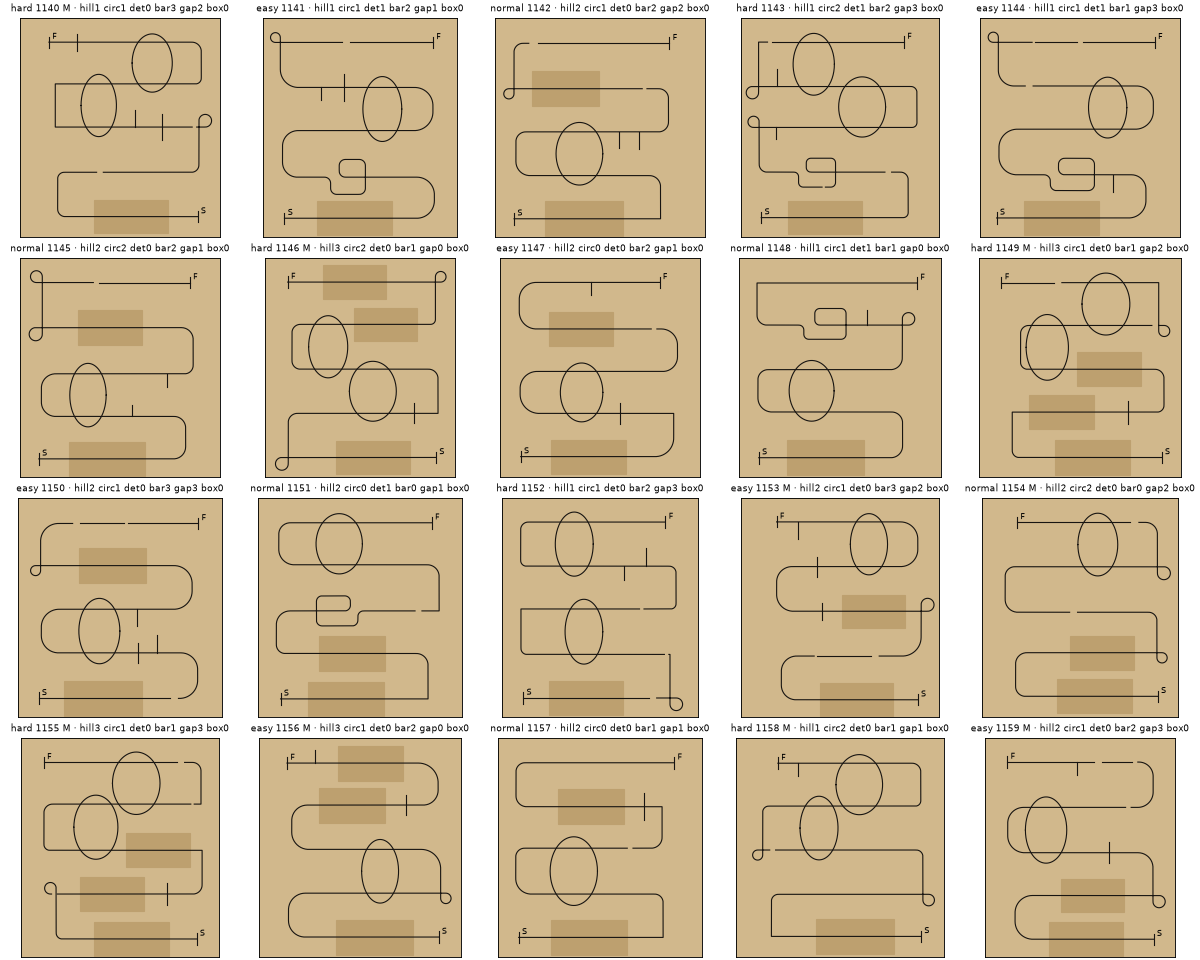 hard 1140 M · hill1 circ1 det0 bar3 gap2 box0
easy 1141 · hill1 circ1 det1 bar2 gap1 box0
normal 1142 · hill2 circ1 det0 bar2 gap2 box0
hard 1143 · hill1 circ2 det1 bar2 gap3 box0
easy 1144 · hill1 circ1 det1 bar1 gap3 box0
F
F
F
F
F
S
S
S
S
S
normal 1145 · hill2 circ2 det0 bar2 gap1 box0
hard 1146 M · hill3 circ2 det0 bar1 gap0 box0
easy 1147 · hill2 circ0 det0 bar2 gap1 box0
normal 1148 · hill1 circ1 det1 bar1 gap0 box0
hard 1149 M · hill3 circ1 det0 bar1 gap2 box0
F
F
F
F
F
S
S
S
S
S
easy 1150 · hill2 circ1 det0 bar3 gap3 box0
normal 1151 · hill2 circ0 det1 bar0 gap1 box0
hard 1152 · hill1 circ1 det0 bar2 gap3 box0
easy 1153 M · hill2 circ1 det0 bar3 gap2 box0
normal 1154 M · hill2 circ2 det0 bar0 gap2 box0
F
F
F
F
F
S
S
S
S
S
hard 1155 M · hill3 circ1 det0 bar1 gap3 box0
easy 1156 M · hill3 circ1 det0 bar2 gap0 box0
normal 1157 · hill2 circ0 det0 bar1 gap1 box0
hard 1158 M · hill1 circ2 det0 bar1 gap1 box0
easy 1159 M · hill2 circ1 det0 bar2 gap3 box0
F
F
F
F
F
S
S
S
S
S